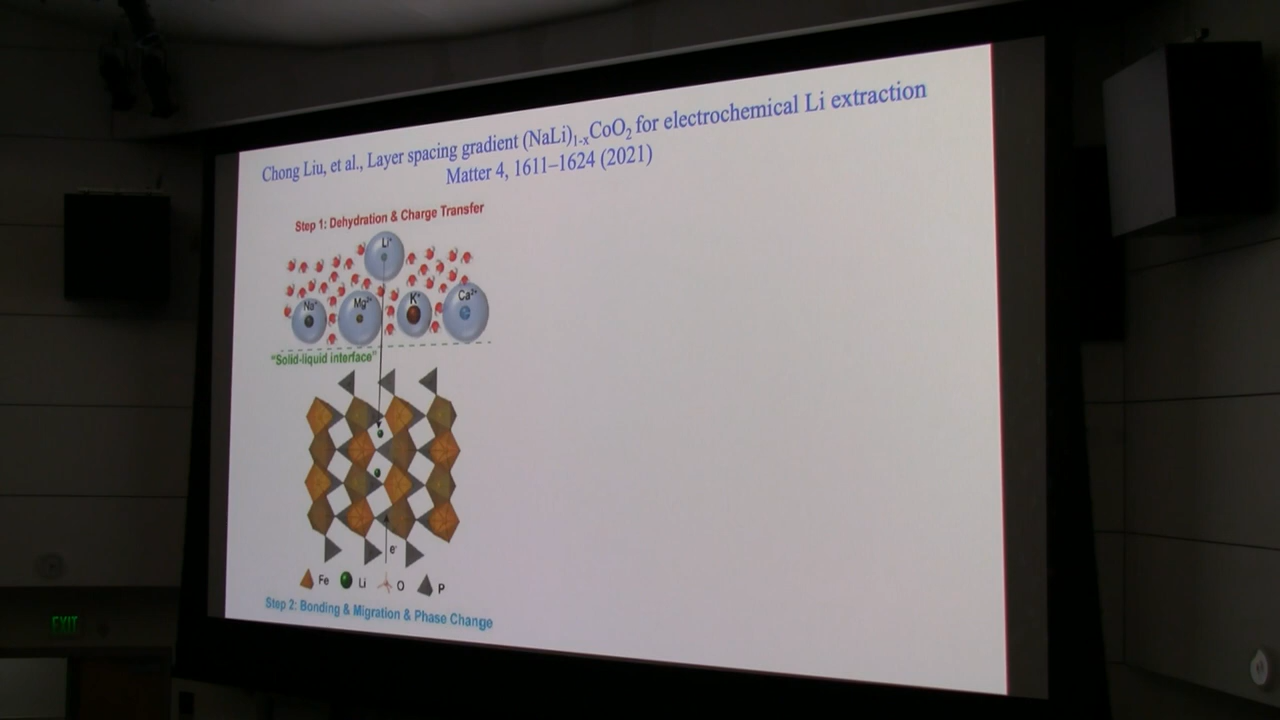 Chong Liu, et al., Layer spacing gradient (NaLi)1-xCoO2 for electrochemical Li extraction
Matter 4, 1611–1624 (2021)
Step 1: Dehydration & Charge Transfer
Li+
Na+ Mg2+ K+ Ca2+
"Solid-liquid interface"
e-
Fe Li O P
Step 2: Bonding & Migration & Phase Change
EXIT